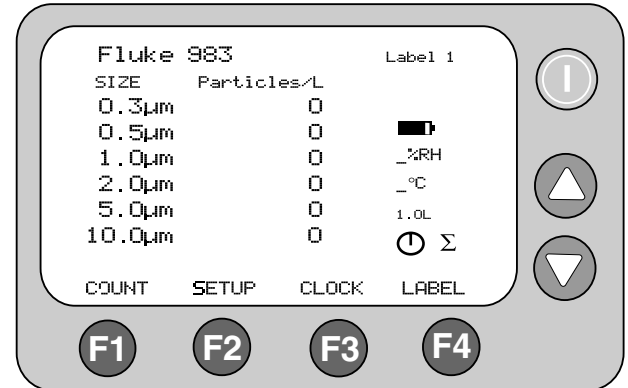 Fluke 983 Label 1
SIZE Particles/L
0.3µm 0
0.5µm 0
1.0µm 0 _%RH
2.0µm 0 _°C
5.0µm 0 1.0L
10.0µm 0 Σ
COUNT SETUP CLOCK LABEL
F1 F2 F3 F4